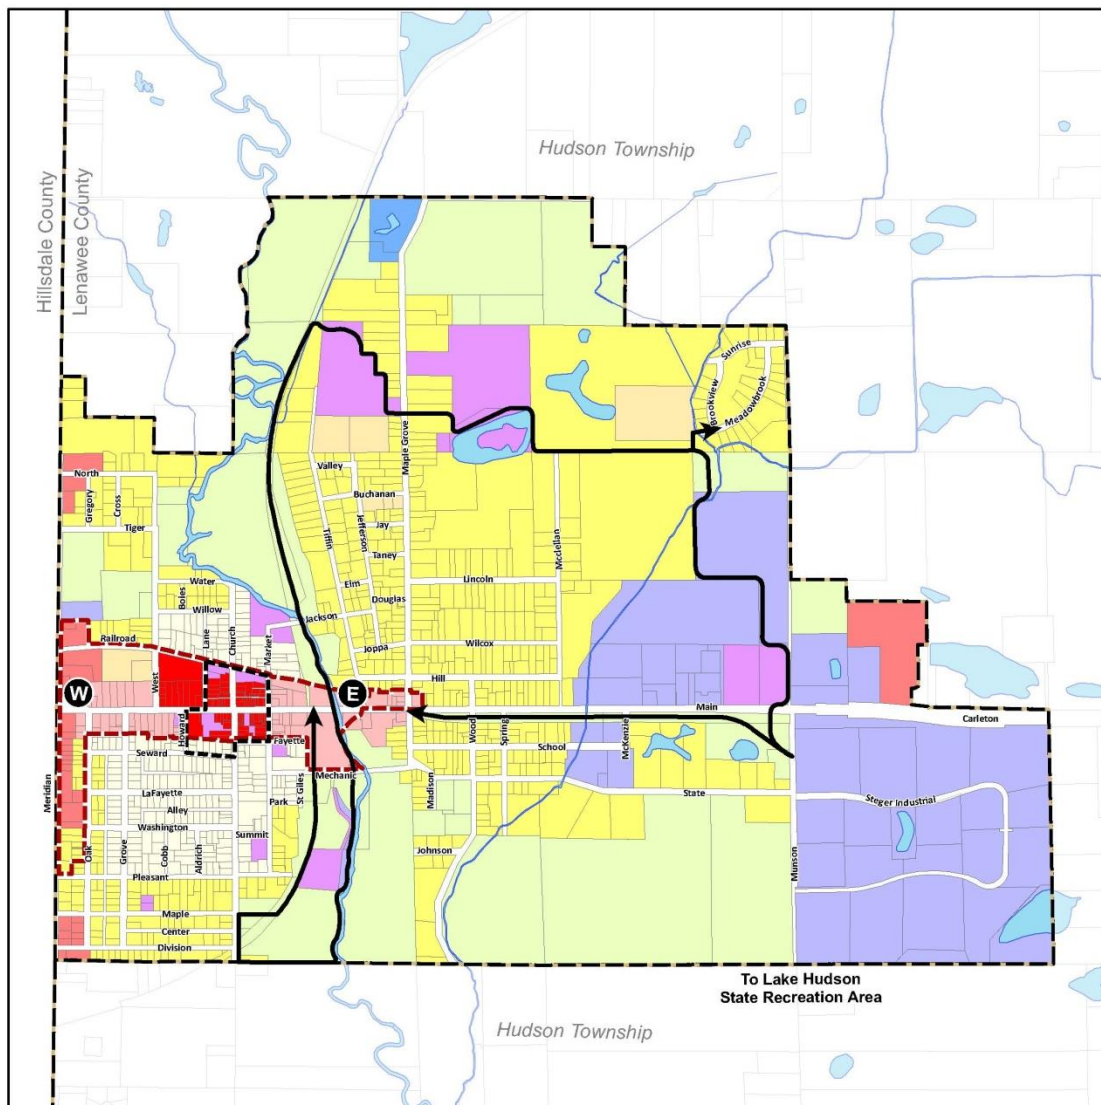 Hudson Township
Hillsdale County
Lenawee County
Sunrise
Brookview
Meadowbrook
Maple Grove
Valley
Buchanan
Jefferson
Jay
Tiffin
Taney
Mcclellan
North
Gregory
Cross
Tiger
Lincoln
Elm
Douglas
Water
Boles
Willow
Lane
Church
Market
Jackson
Joppa
Wilcox
Railroad
West
Hill
W
E
Main
Carleton
Howard
Fayette
Seward
Wood
Spring
School
McKenzie
Mechanic
Madison
Meridian
LaFayette
Alley
Park
St Giles
State
Steger Industrial
Washington
Summit
Oak
Grove
Cobb
Aldrich
Johnson
Munson
Pleasant
Maple
Center
Division
To Lake Hudson
State Recreation Area
Hudson Township